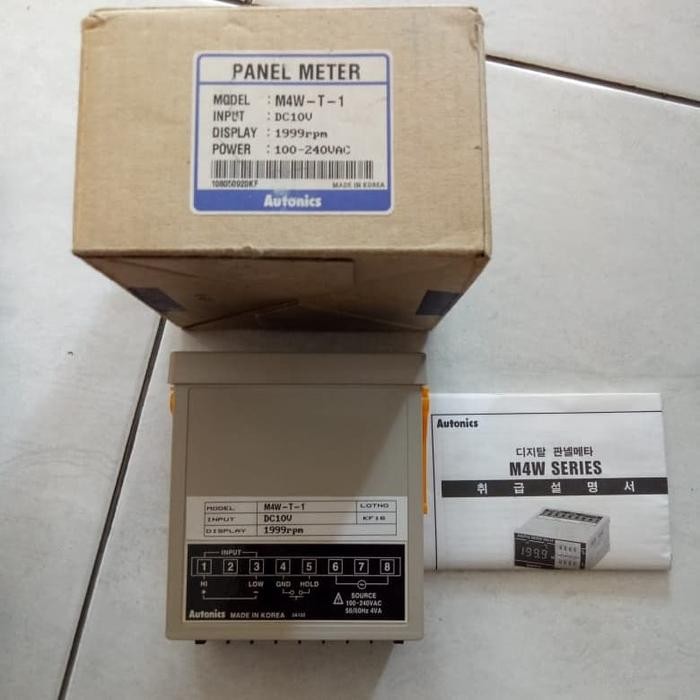 PANEL METER
MODEL : M4W-T-1
INPUT : DC10V
DISPLAY : 1999rpm
POWER : 100-240VAC
MADE IN KOREA
Autonics
MODEL M4W-T-1 LOTNO
INPUT DC10V KF16
DISPLAY 1999rpm
INPUT
1 2 3 4 5 6 7 8
HI LOW GND HOLD
+ -
SOURCE
100-240VAC
50/60Hz 4VA
Autonics MADE IN KOREA
Autonics
디지탈 판넬메타
M4W SERIES
취급설명서
199.9